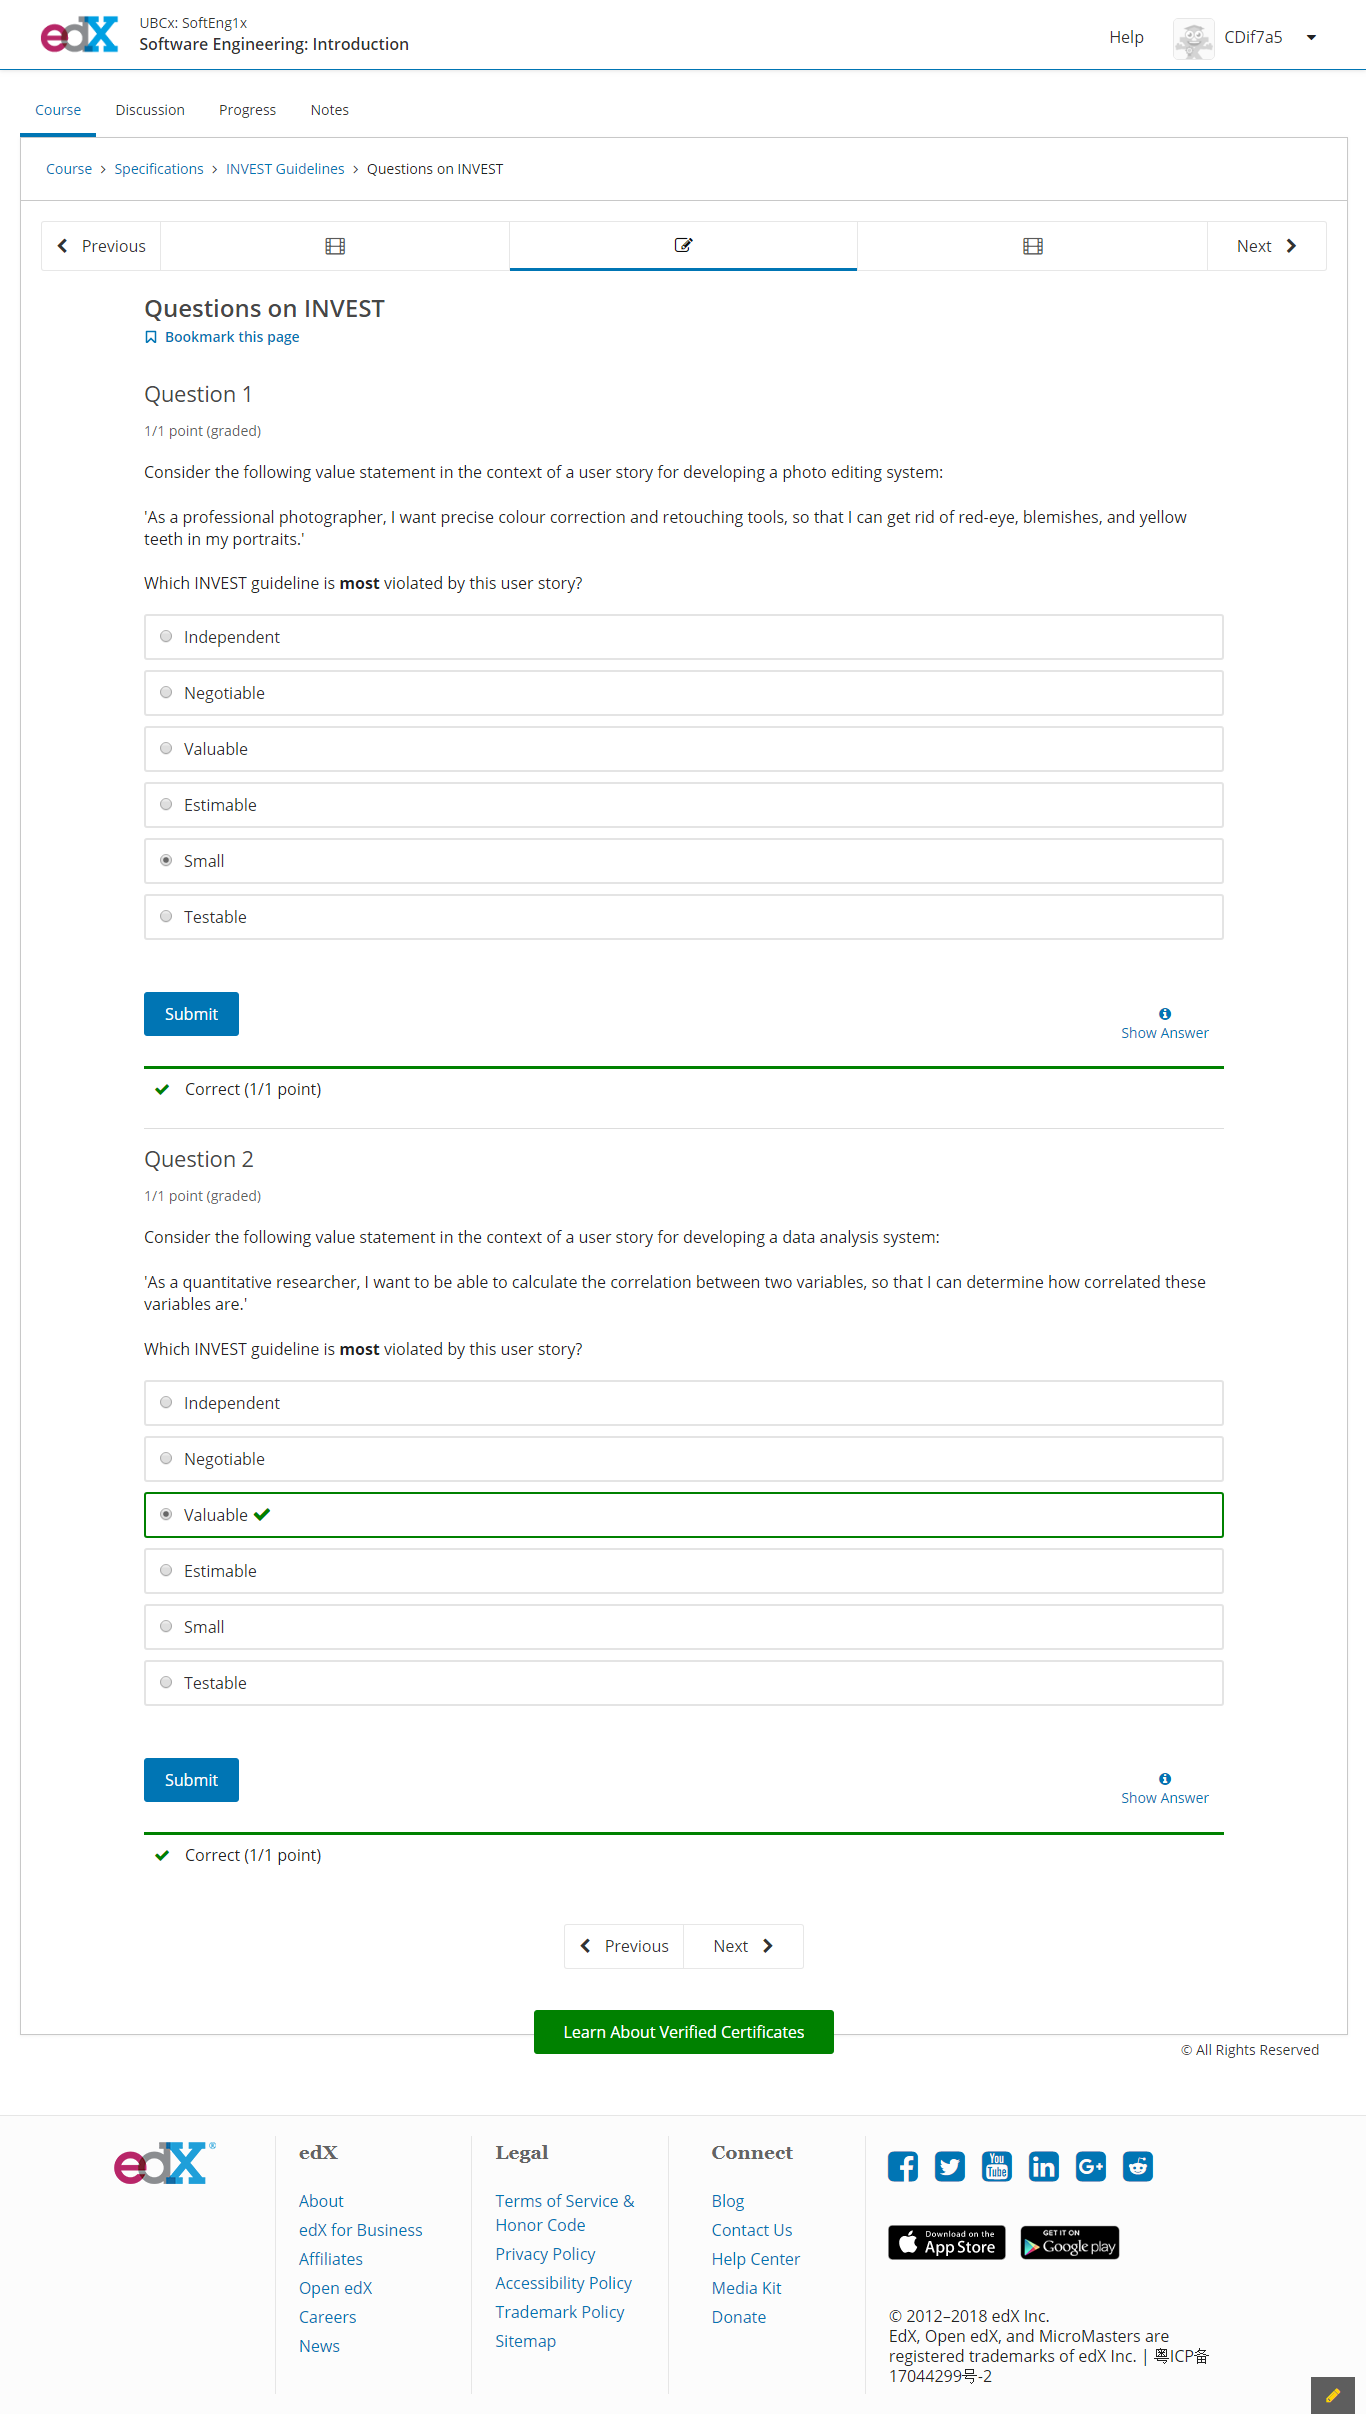 edX
UBCx: SoftEng1x
Software Engineering: Introduction
Help
CDif7a5
Course
Discussion
Progress
Notes
Course > Specifications > INVEST Guidelines > Questions on INVEST
Previous
Next
Questions on INVEST
Bookmark this page
Question 1
1/1 point (graded)
Consider the following value statement in the context of a user story for developing a photo editing system:
'As a professional photographer, I want precise colour correction and retouching tools, so that I can get rid of red-eye, blemishes, and yellow
teeth in my portraits.'
Which INVEST guideline is most violated by this user story?
Independent
Negotiable
Valuable
Estimable
Small
Testable
Submit
Show Answer
Correct (1/1 point)
Question 2
1/1 point (graded)
Consider the following value statement in the context of a user story for developing a data analysis system:
'As a quantitative researcher, I want to be able to calculate the correlation between two variables, so that I can determine how correlated these
variables are.'
Which INVEST guideline is most violated by this user story?
Independent
Negotiable
Valuable
Estimable
Small
Testable
Submit
Show Answer
Correct (1/1 point)
Previous
Next
Learn About Verified Certificates
© All Rights Reserved
edX®
edX
About
edX for Business
Affiliates
Open edX
Careers
News
Legal
Terms of Service &
Honor Code
Privacy Policy
Accessibility Policy
Trademark Policy
Sitemap
Connect
Blog
Contact Us
Help Center
Media Kit
Donate
You
Tube
in
G+
Download on the
App Store
GET IT ON
Google play
© 2012–2018 edX Inc.
EdX, Open edX, and MicroMasters are
registered trademarks of edX Inc. | 粤ICP备
17044299号-2